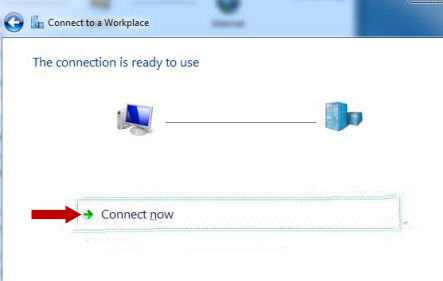 Connect to a Workplace
The connection is ready to use
Connect now